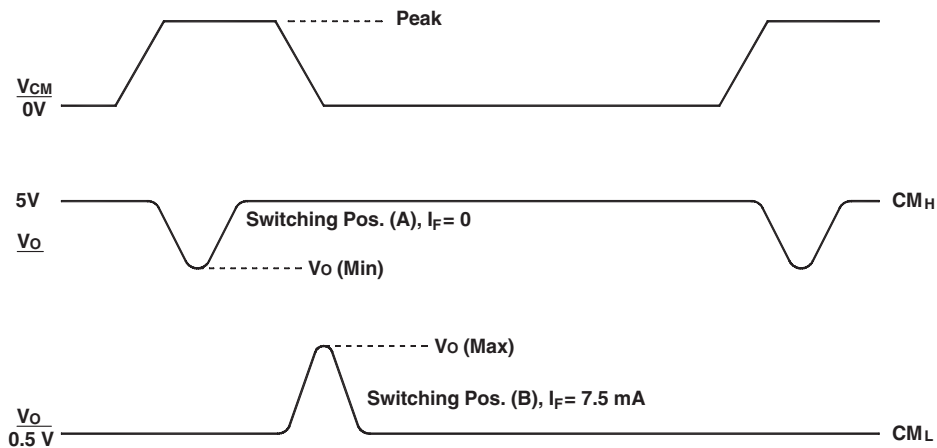 Peak
VCM
0V
5V
CMH
Switching Pos. (A), IF= 0
VO
VO (Min)
VO (Max)
Switching Pos. (B), IF= 7.5 mA
VO
0.5 V
CML